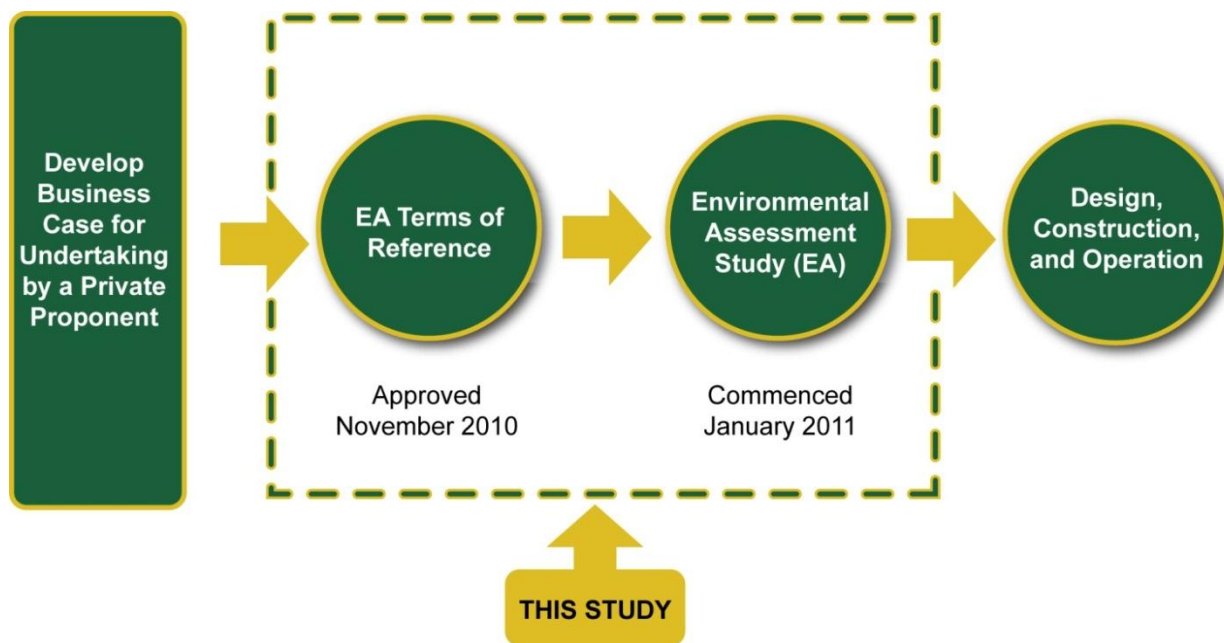 Develop
Business
Case for
Undertaking
by a Private
Proponent
EA Terms of
Reference
Approved
November 2010
Environmental
Assessment
Study (EA)
Commenced
January 2011
Design,
Construction,
and Operation
THIS STUDY